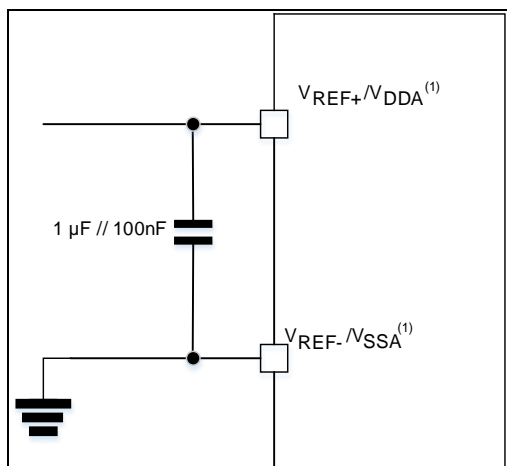 VREF+/VDDA(1)
1 µF // 100nF
VREF-/VSSA(1)